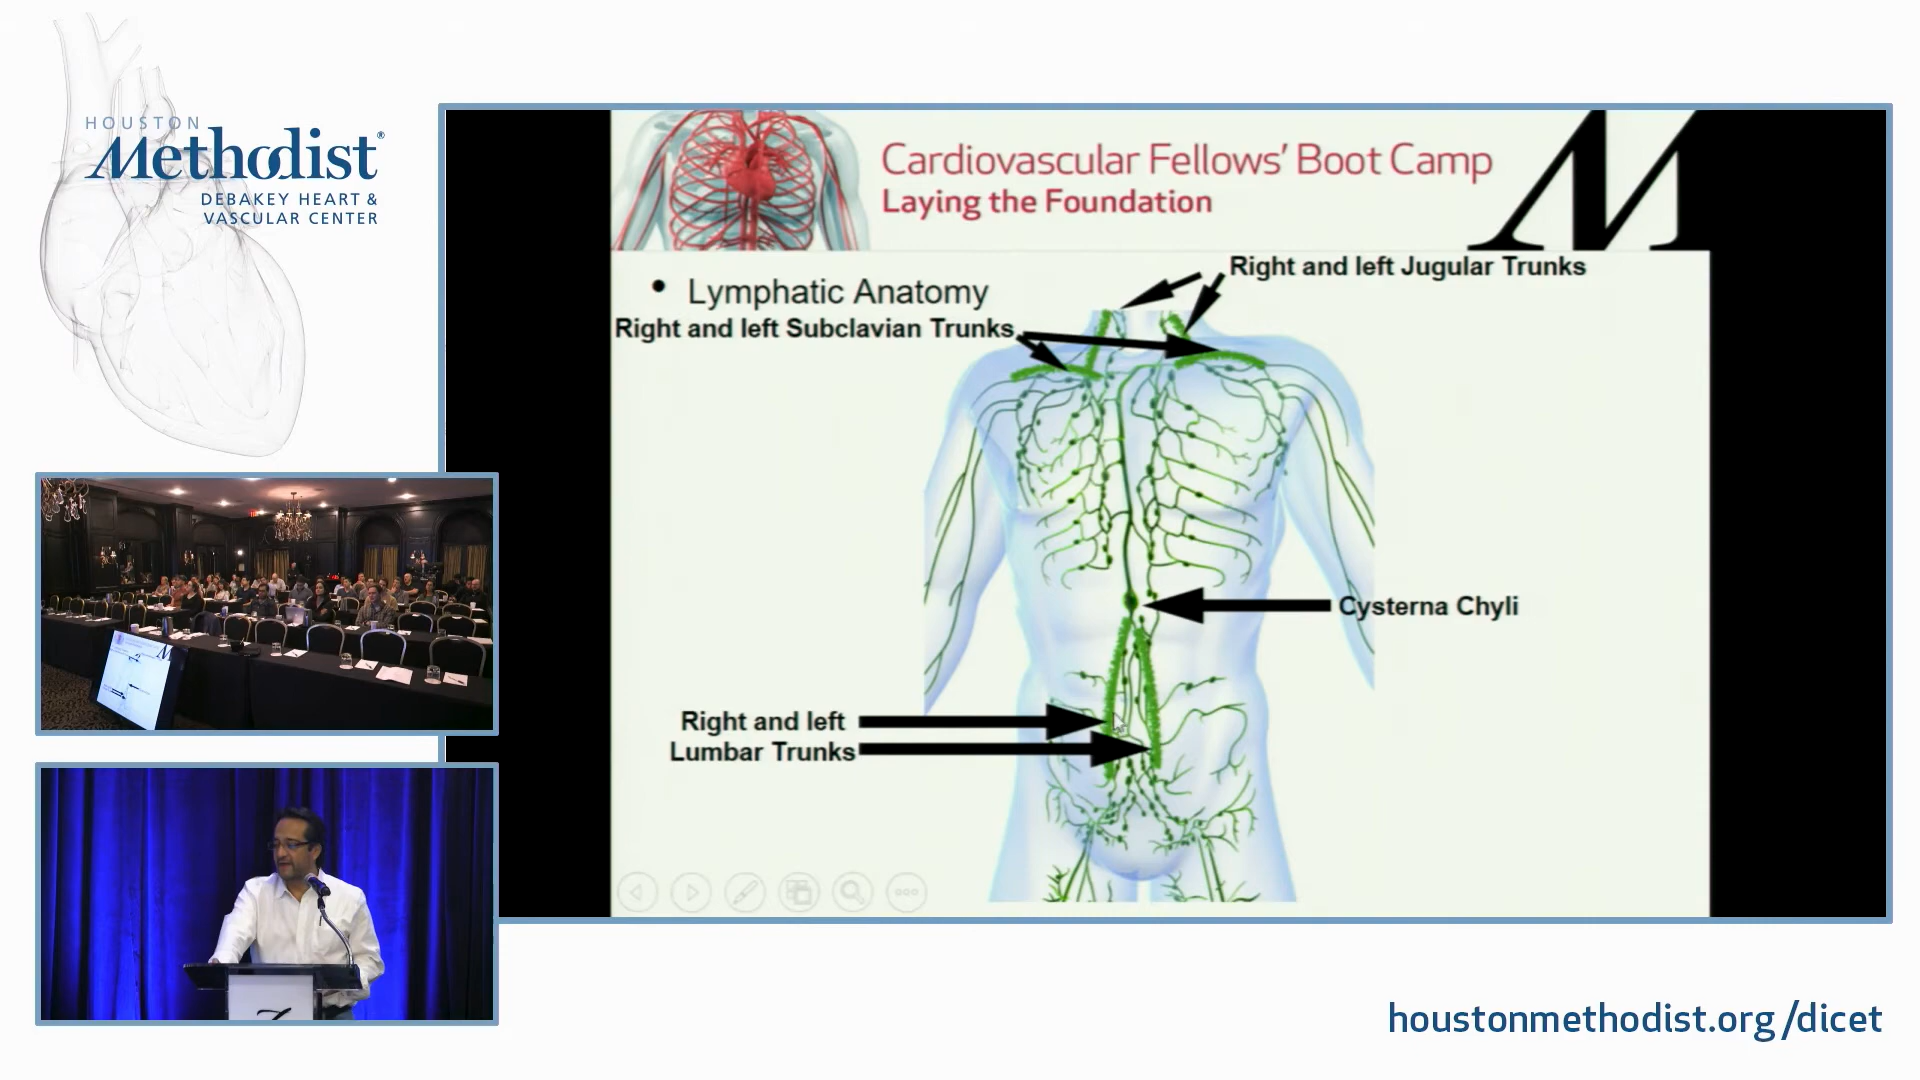 HOUSTON
Methodist®
DEBAKEY HEART &
VASCULAR CENTER
Cardiovascular Fellows' Boot Camp
Laying the Foundation
M
• Lymphatic Anatomy
Right and left Jugular Trunks
Right and left Subclavian Trunks
Cysterna Chyli
Right and left
Lumbar Trunks
houstonmethodist.org/dicet